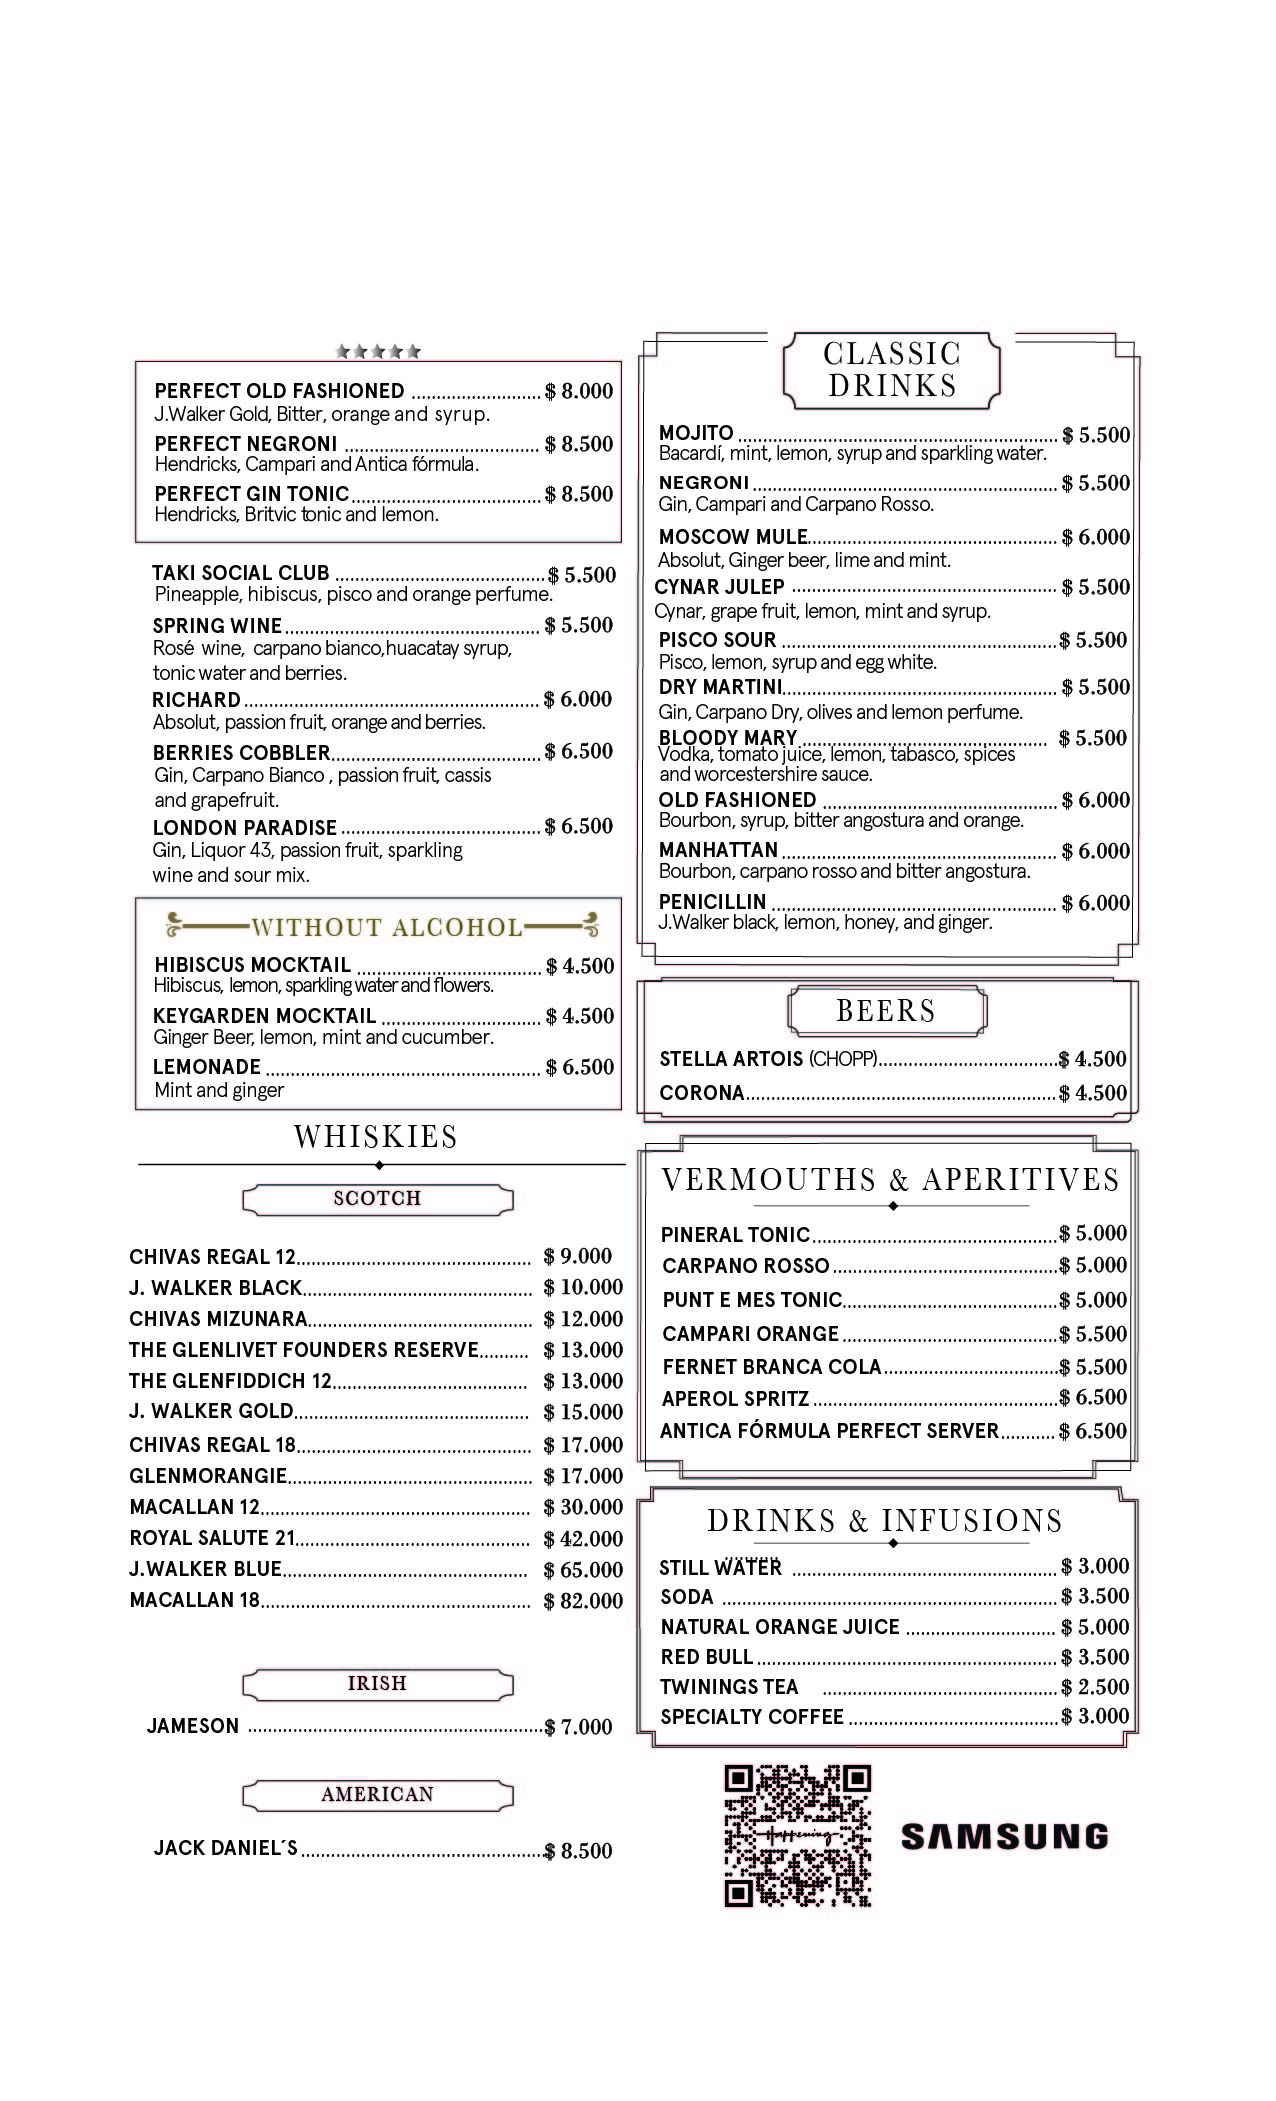 PERFECT OLD FASHIONED ........................... $ 8.000
J.Walker Gold, Bitter, orange and syrup.
PERFECT NEGRONI ........................................ $ 8.500
Hendricks, Campari and Antica fórmula.
PERFECT GIN TONIC ....................................... $ 8.500
Hendricks, Britvic tonic and lemon.
TAKI SOCIAL CLUB ........................................... $ 5.500
Pineapple, hibiscus, pisco and orange perfume.
SPRING WINE .................................................... $ 5.500
Rosé wine, carpano bianco,huacatay syrup,
tonic water and berries.
RICHARD ............................................................ $ 6.000
Absolut, passion fruit, orange and berries.
BERRIES COBBLER .......................................... $ 6.500
Gin, Carpano Bianco , passion fruit, cassis
and grapefruit.
LONDON PARADISE ........................................ $ 6.500
Gin, Liquor 43, passion fruit, sparkling
wine and sour mix.
WITHOUT ALCOHOL
HIBISCUS MOCKTAIL ..................................... $ 4.500
Hibiscus, lemon, sparkling water and flowers.
KEYGARDEN MOCKTAIL ................................ $ 4.500
Ginger Beer, lemon, mint and cucumber.
LEMONADE ........................................................ $ 6.500
Mint and ginger
WHISKIES
SCOTCH
CHIVAS REGAL 12................................................ $ 9.000
J. WALKER BLACK............................................... $ 10.000
CHIVAS MIZUNARA.............................................. $ 12.000
THE GLENLIVET FOUNDERS RESERVE.......... $ 13.000
THE GLENFIDDICH 12........................................ $ 13.000
J. WALKER GOLD................................................ $ 15.000
CHIVAS REGAL 18................................................ $ 17.000
GLENMORANGIE.................................................. $ 17.000
MACALLAN 12....................................................... $ 30.000
ROYAL SALUTE 21................................................ $ 42.000
J.WALKER BLUE.................................................. $ 65.000
MACALLAN 18....................................................... $ 82.000
IRISH
JAMESON ............................................................ $ 7.000
AMERICAN
JACK DANIEL´S .................................................. $ 8.500
CLASSIC
DRINKS
MOJITO ................................................................. $ 5.500
Bacardí, mint, lemon, syrup and sparkling water.
NEGRONI .............................................................. $ 5.500
Gin, Campari and Carpano Rosso.
MOSCOW MULE................................................... $ 6.000
Absolut, Ginger beer, lime and mint.
CYNAR JULEP ...................................................... $ 5.500
Cynar, grape fruit, lemon, mint and syrup.
PISCO SOUR ........................................................ $ 5.500
Pisco, lemon, syrup and egg white.
DRY MARTINI........................................................ $ 5.500
Gin, Carpano Dry, olives and lemon perfume.
BLOODY MARY .................................................. $ 5.500
Vodka, tomato juice, lemon, tabasco, spices
and worcestershire sauce.
OLD FASHIONED ................................................ $ 6.000
Bourbon, syrup, bitter angostura and orange.
MANHATTAN ........................................................ $ 6.000
Bourbon, carpano rosso and bitter angostura.
PENICILLIN .......................................................... $ 6.000
J.Walker black, lemon, honey, and ginger.
BEERS
STELLA ARTOIS (CHOPP).................................... $ 4.500
CORONA............................................................... $ 4.500
VERMOUTHS & APERITIVES
PINERAL TONIC .................................................. $ 5.000
CARPANO ROSSO .............................................. $ 5.000
PUNT E MES TONIC............................................ $ 5.000
CAMPARI ORANGE ............................................ $ 5.500
FERNET BRANCA COLA .................................... $ 5.500
APEROL SPRITZ .................................................. $ 6.500
ANTICA FÓRMULA PERFECT SERVER........... $ 6.500
DRINKS & INFUSIONS
STILL WATER ...................................................... $ 3.000
SODA .................................................................... $ 3.500
NATURAL ORANGE JUICE .............................. $ 5.000
RED BULL ............................................................ $ 3.500
TWININGS TEA ................................................ $ 2.500
SPECIALTY COFFEE .......................................... $ 3.000
Happening
SAMSUNG